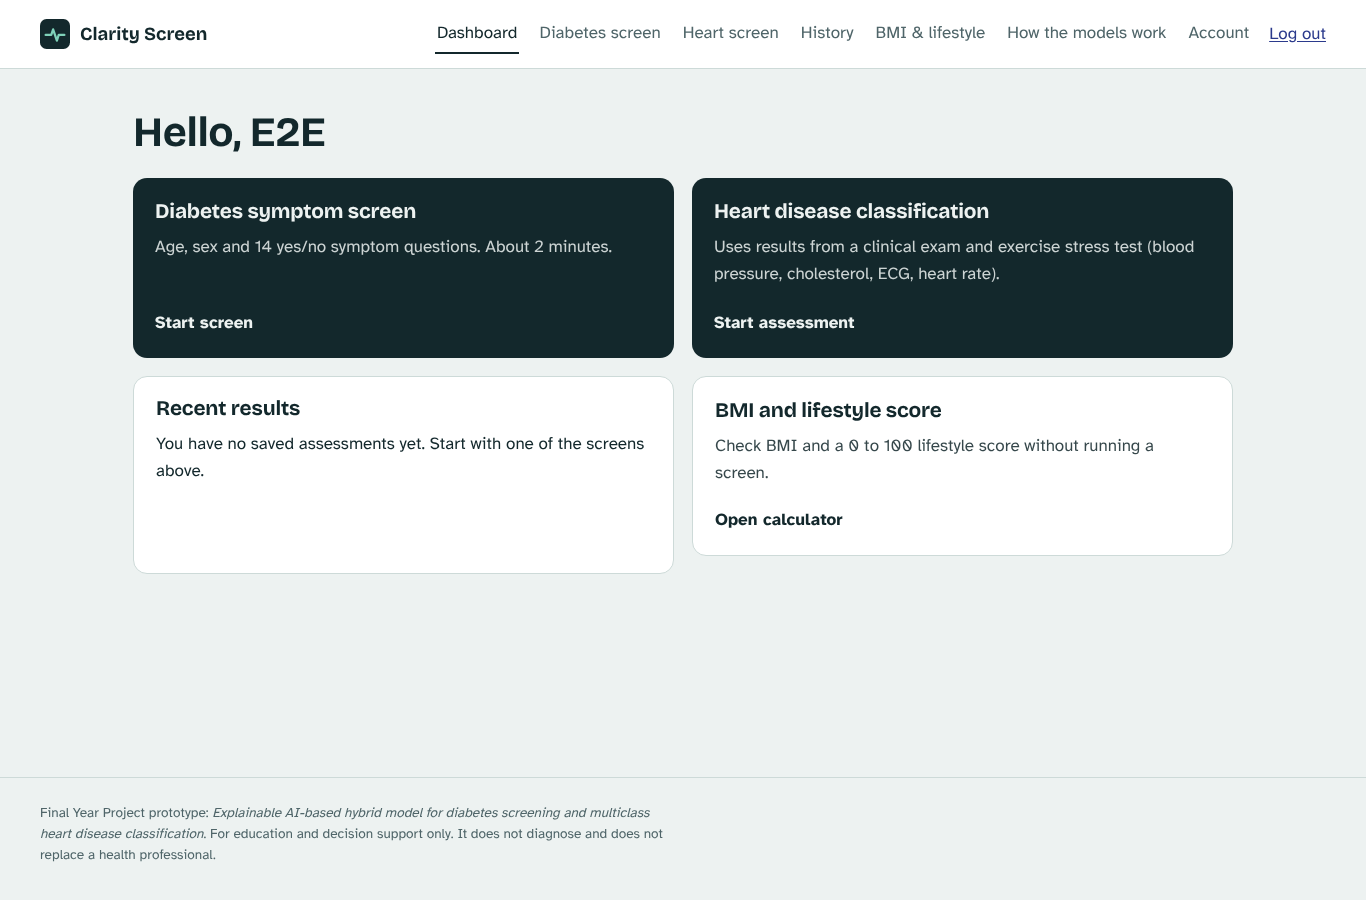 Clarity Screen
Dashboard
Diabetes screen
Heart screen
History
BMI & lifestyle
How the models work
Account
Log out
Hello, E2E
Diabetes symptom screen
Age, sex and 14 yes/no symptom questions. About 2 minutes.
Start screen
Heart disease classification
Uses results from a clinical exam and exercise stress test (blood
pressure, cholesterol, ECG, heart rate).
Start assessment
Recent results
You have no saved assessments yet. Start with one of the screens
above.
BMI and lifestyle score
Check BMI and a 0 to 100 lifestyle score without running a
screen.
Open calculator
Final Year Project prototype: Explainable AI-based hybrid model for diabetes screening and multiclass
heart disease classification. For education and decision support only. It does not diagnose and does not
replace a health professional.